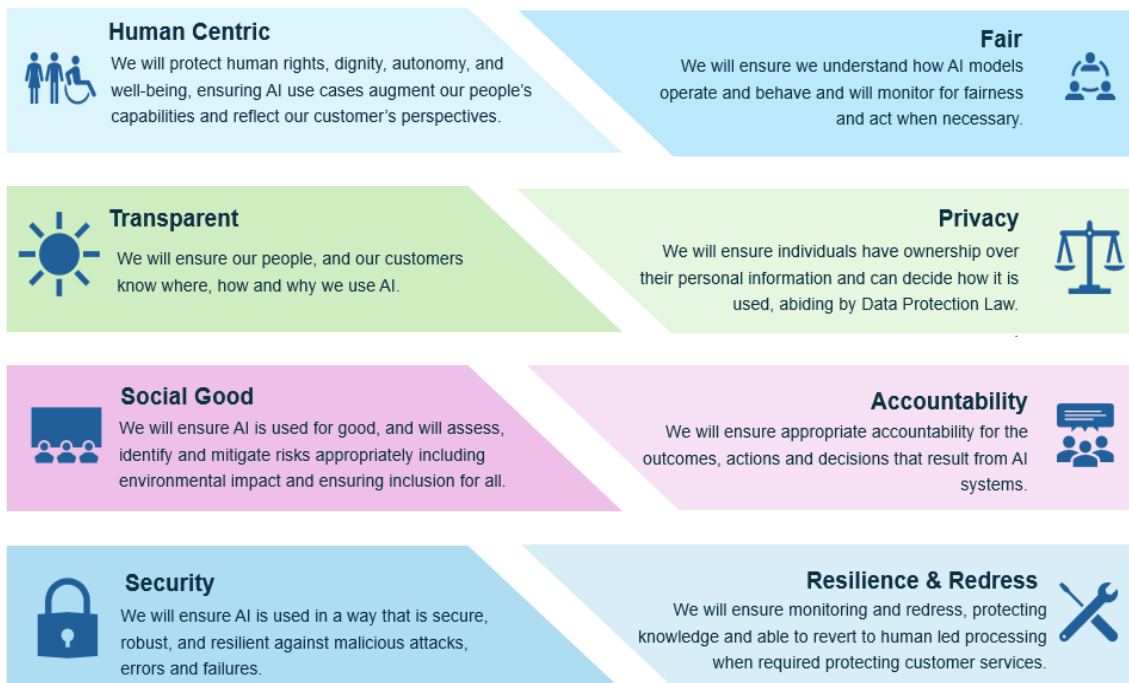 Human Centric
We will protect human rights, dignity, autonomy, and
well-being, ensuring AI use cases augment our people's
capabilities and reflect our customer's perspectives.
Fair
We will ensure we understand how AI models
operate and behave and will monitor for fairness
and act when necessary.
Transparent
We will ensure our people, and our customers
know where, how and why we use AI.
Privacy
We will ensure individuals have ownership over
their personal information and can decide how it is
used, abiding by Data Protection Law.
.
Social Good
We will ensure AI is used for good, and will assess,
identify and mitigate risks appropriately including
environmental impact and ensuring inclusion for all.
Accountability
We will ensure appropriate accountability for the
outcomes, actions and decisions that result from AI
systems.
Security
We will ensure AI is used in a way that is secure,
robust, and resilient against malicious attacks,
errors and failures.
Resilience & Redress
We will ensure monitoring and redress, protecting
knowledge and able to revert to human led processing
when required protecting customer services.